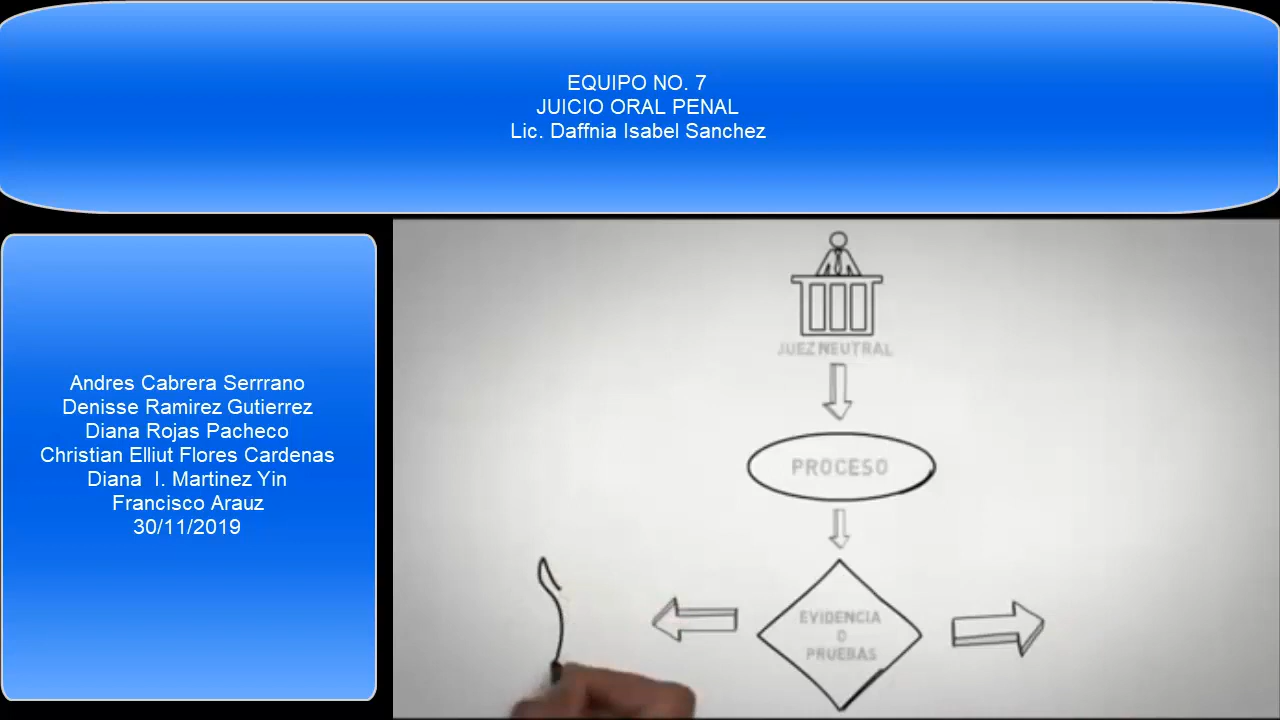 EQUIPO NO. 7
JUICIO ORAL PENAL
Lic. Daffnia Isabel Sanchez
Andres Cabrera Serrrano
Denisse Ramirez Gutierrez
Diana Rojas Pacheco
Christian Elliut Flores Cardenas
Diana  I. Martinez Yin
Francisco Arauz
30/11/2019
JUEZ NEUTRAL
PROCESO
EVIDENCIA
O
PRUEBAS